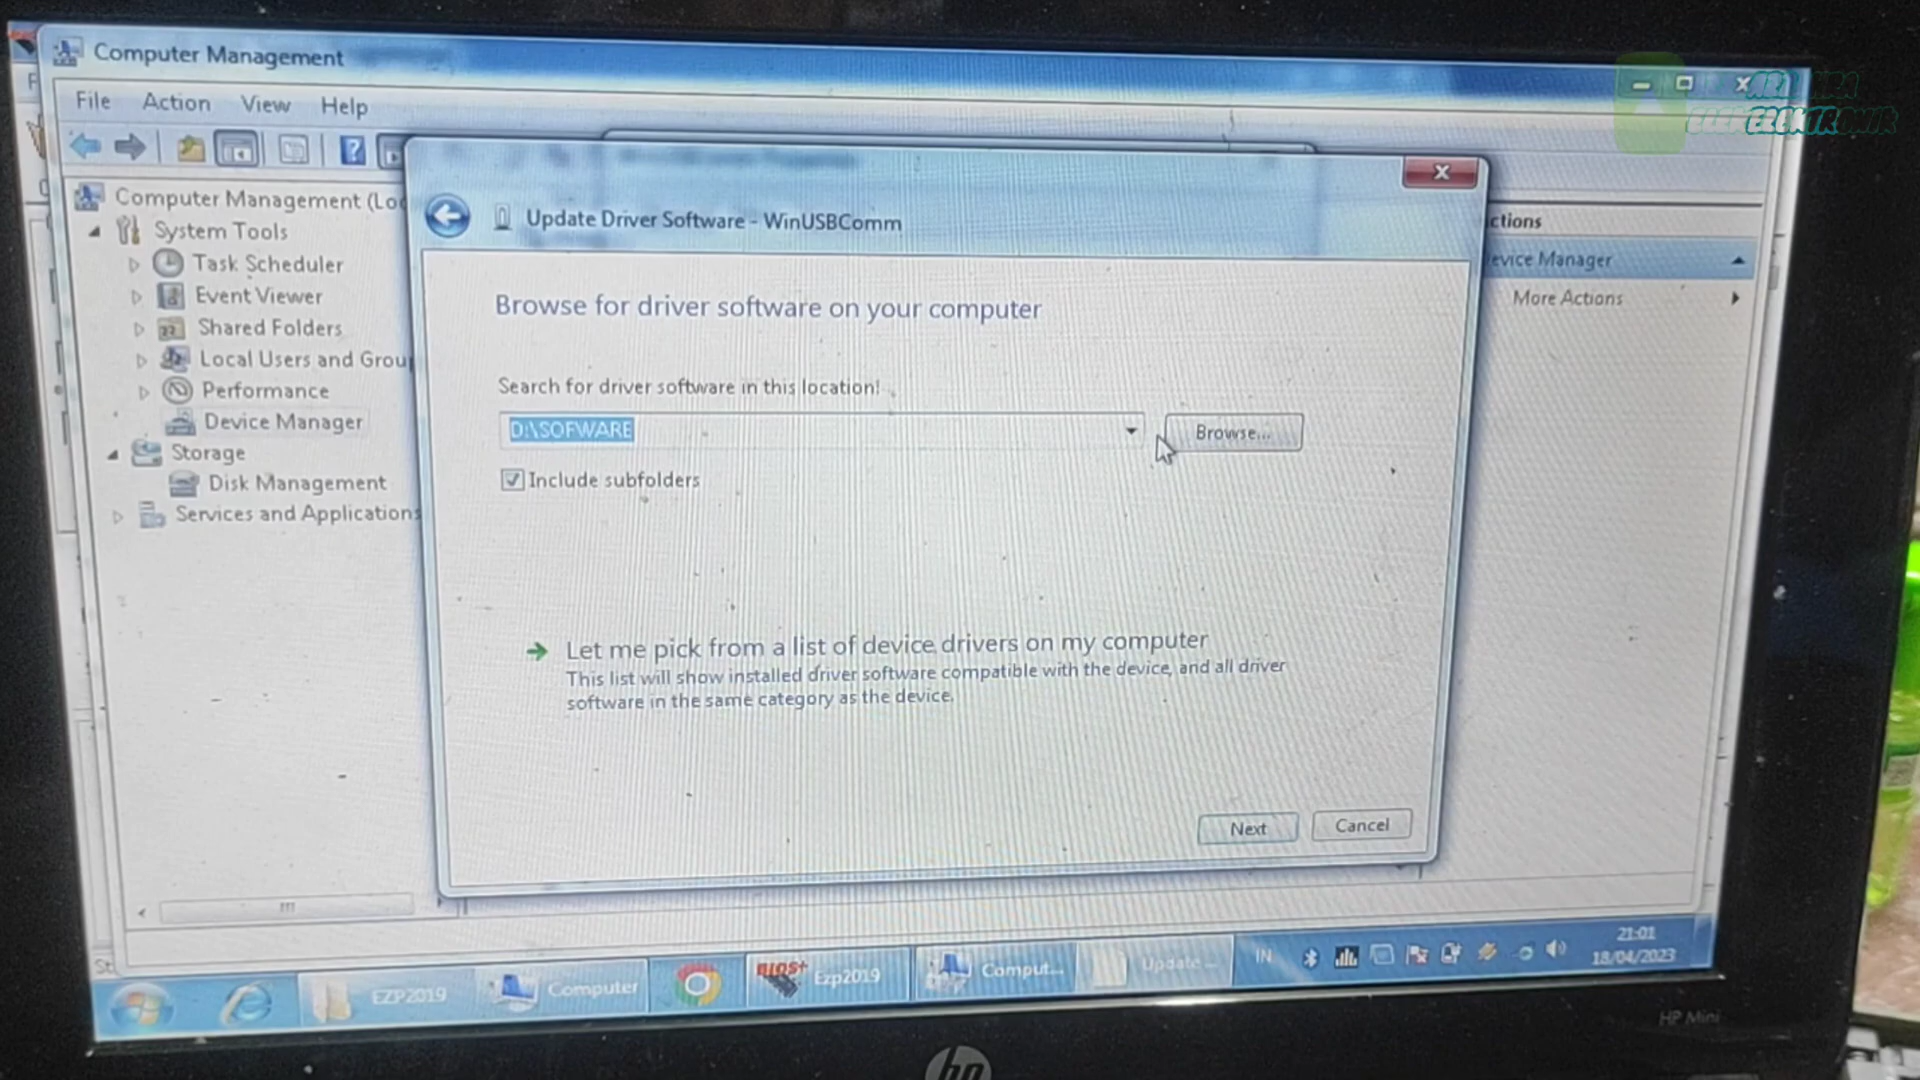 Computer Management
File Action View Help
Computer Management (Loc
System Tools
Task Scheduler
Event Viewer
Shared Folders
Local Users and Grou
Performance
Device Manager
Storage
Disk Management
Services and Applications
Update Driver Software - WinUSBComm
Browse for driver software on your computer
Search for driver software in this location:
D:\SOFWARE
Browse...
Include subfolders
Let me pick from a list of device drivers on my computer
This list will show installed driver software compatible with the device, and all driver
software in the same category as the device.
Next Cancel
ctions
evice Manager
More Actions
EZP2019
Computer
BIOS+
Ezp2019
Comput...
Update ...
IN
21:01
18/04/2023
HP Mini
hp